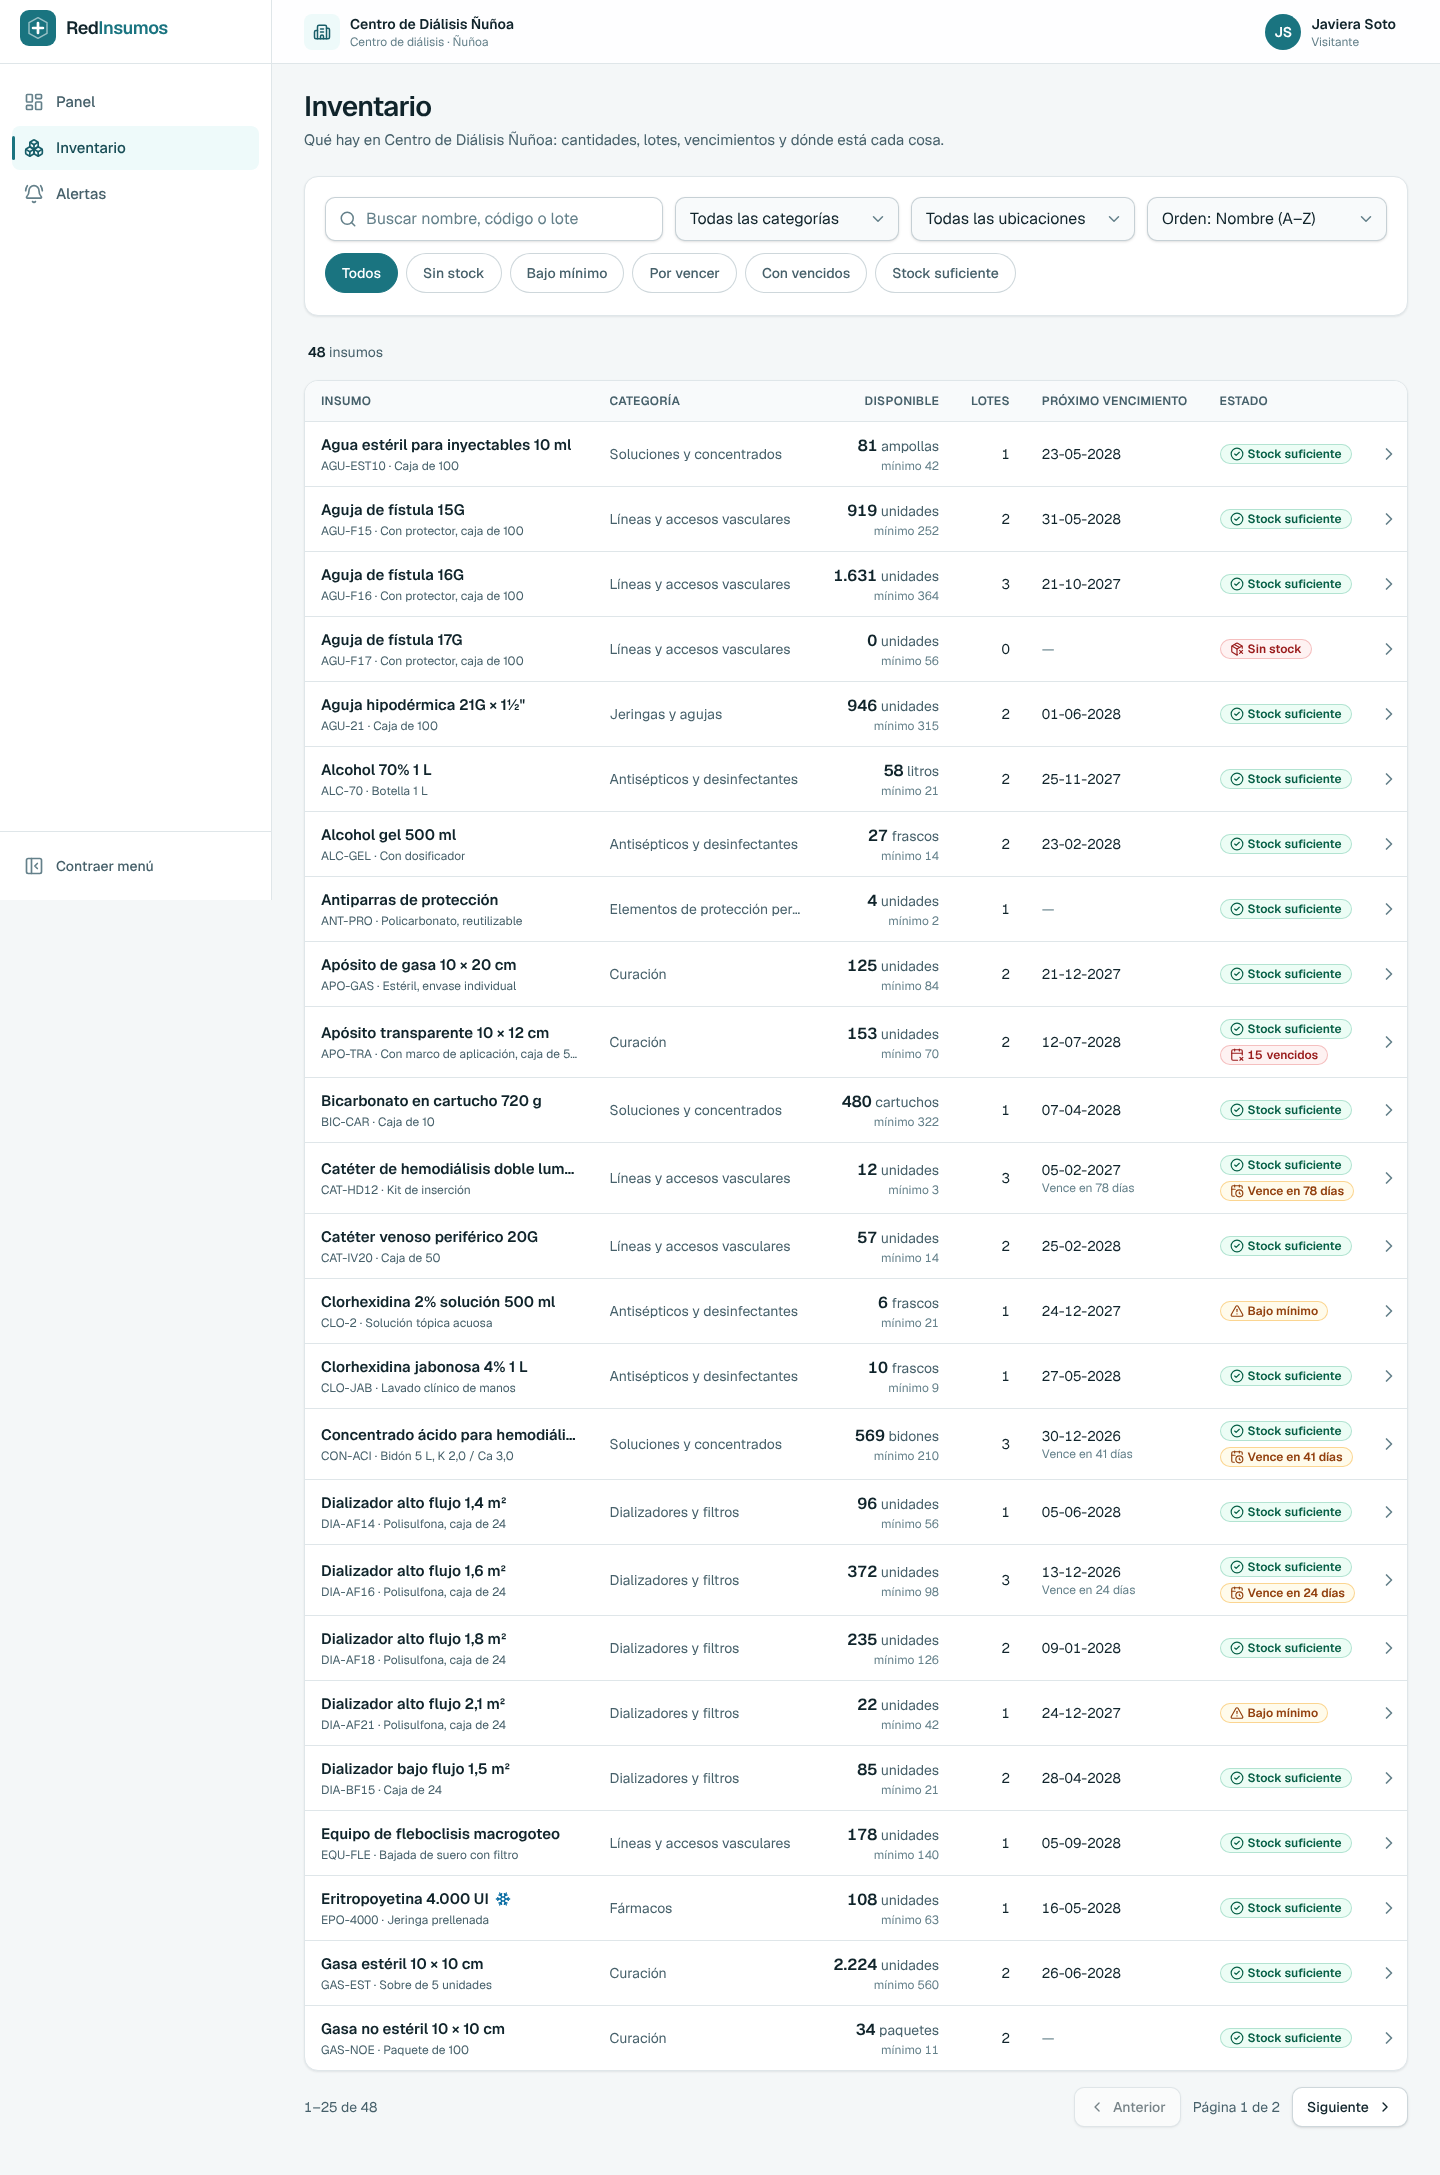 RedInsumos
Centro de Diálisis Ñuñoa
Centro de diálisis · Ñuñoa
JS
Javiera Soto
Visitante
Panel
Inventario
Alertas
Contraer menú
Inventario
Qué hay en Centro de Diálisis Ñuñoa: cantidades, lotes, vencimientos y dónde está cada cosa.
Buscar nombre, código o lote
Todas las categorías
Todas las ubicaciones
Orden: Nombre (A–Z)
Todos
Sin stock
Bajo mínimo
Por vencer
Con vencidos
Stock suficiente
48 insumos
INSUMO CATEGORÍA DISPONIBLE LOTES PRÓXIMO VENCIMIENTO ESTADO
Agua estéril para inyectables 10 ml
AGU-EST10 · Caja de 100
Soluciones y concentrados
81 ampollas
mínimo 42
1
23-05-2028
Stock suficiente
Aguja de fístula 15G
AGU-F15 · Con protector, caja de 100
Líneas y accesos vasculares
919 unidades
mínimo 252
2
31-05-2028
Stock suficiente
Aguja de fístula 16G
AGU-F16 · Con protector, caja de 100
Líneas y accesos vasculares
1.631 unidades
mínimo 364
3
21-10-2027
Stock suficiente
Aguja de fístula 17G
AGU-F17 · Con protector, caja de 100
Líneas y accesos vasculares
0 unidades
mínimo 56
0
—
Sin stock
Aguja hipodérmica 21G × 1½"
AGU-21 · Caja de 100
Jeringas y agujas
946 unidades
mínimo 315
2
01-06-2028
Stock suficiente
Alcohol 70% 1 L
ALC-70 · Botella 1 L
Antisépticos y desinfectantes
58 litros
mínimo 21
2
25-11-2027
Stock suficiente
Alcohol gel 500 ml
ALC-GEL · Con dosificador
Antisépticos y desinfectantes
27 frascos
mínimo 14
2
23-02-2028
Stock suficiente
Antiparras de protección
ANT-PRO · Policarbonato, reutilizable
Elementos de protección per...
4 unidades
mínimo 2
1
—
Stock suficiente
Apósito de gasa 10 × 20 cm
APO-GAS · Estéril, envase individual
Curación
125 unidades
mínimo 84
2
21-12-2027
Stock suficiente
Apósito transparente 10 × 12 cm
APO-TRA · Con marco de aplicación, caja de 5...
Curación
153 unidades
mínimo 70
2
12-07-2028
Stock suficiente
15 vencidos
Bicarbonato en cartucho 720 g
BIC-CAR · Caja de 10
Soluciones y concentrados
480 cartuchos
mínimo 322
1
07-04-2028
Stock suficiente
Catéter de hemodiálisis doble lum...
CAT-HD12 · Kit de inserción
Líneas y accesos vasculares
12 unidades
mínimo 3
3
05-02-2027
Vence en 78 días
Stock suficiente
Vence en 78 días
Catéter venoso periférico 20G
CAT-IV20 · Caja de 50
Líneas y accesos vasculares
57 unidades
mínimo 14
2
25-02-2028
Stock suficiente
Clorhexidina 2% solución 500 ml
CLO-2 · Solución tópica acuosa
Antisépticos y desinfectantes
6 frascos
mínimo 21
1
24-12-2027
Bajo mínimo
Clorhexidina jabonosa 4% 1 L
CLO-JAB · Lavado clínico de manos
Antisépticos y desinfectantes
10 frascos
mínimo 9
1
27-05-2028
Stock suficiente
Concentrado ácido para hemodiáli...
CON-ACI · Bidón 5 L, K 2,0 / Ca 3,0
Soluciones y concentrados
569 bidones
mínimo 210
3
30-12-2026
Vence en 41 días
Stock suficiente
Vence en 41 días
Dializador alto flujo 1,4 m²
DIA-AF14 · Polisulfona, caja de 24
Dializadores y filtros
96 unidades
mínimo 56
1
05-06-2028
Stock suficiente
Dializador alto flujo 1,6 m²
DIA-AF16 · Polisulfona, caja de 24
Dializadores y filtros
372 unidades
mínimo 98
3
13-12-2026
Vence en 24 días
Stock suficiente
Vence en 24 días
Dializador alto flujo 1,8 m²
DIA-AF18 · Polisulfona, caja de 24
Dializadores y filtros
235 unidades
mínimo 126
2
09-01-2028
Stock suficiente
Dializador alto flujo 2,1 m²
DIA-AF21 · Polisulfona, caja de 24
Dializadores y filtros
22 unidades
mínimo 42
1
24-12-2027
Bajo mínimo
Dializador bajo flujo 1,5 m²
DIA-BF15 · Caja de 24
Dializadores y filtros
85 unidades
mínimo 21
2
28-04-2028
Stock suficiente
Equipo de fleboclisis macrogoteo
EQU-FLE · Bajada de suero con filtro
Líneas y accesos vasculares
178 unidades
mínimo 140
1
05-09-2028
Stock suficiente
Eritropoyetina 4.000 UI
EPO-4000 · Jeringa prellenada
Fármacos
108 unidades
mínimo 63
1
16-05-2028
Stock suficiente
Gasa estéril 10 × 10 cm
GAS-EST · Sobre de 5 unidades
Curación
2.224 unidades
mínimo 560
2
26-06-2028
Stock suficiente
Gasa no estéril 10 × 10 cm
GAS-NOE · Paquete de 100
Curación
34 paquetes
mínimo 11
2
—
Stock suficiente
1–25 de 48
Anterior
Página 1 de 2
Siguiente